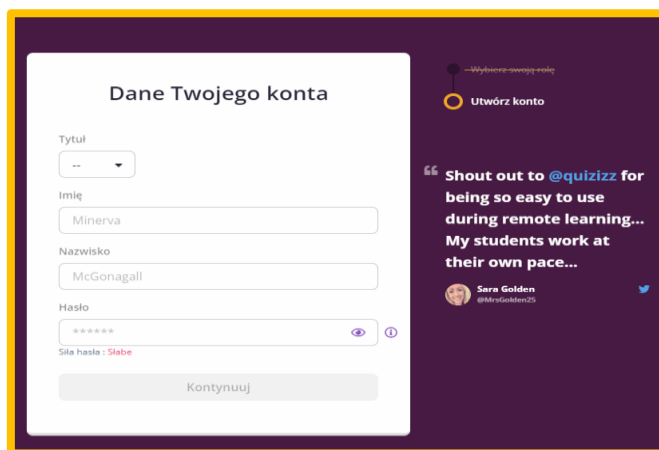 Dane Twojego konta
Tytuł
--
Imię
Minerva
Nazwisko
McGonagall
Hasło
******
Siła hasła : Słabe
Kontynuuj
Wybierz swoją rolę
Utwórz konto
“ Shout out to @quizizz for
being so easy to use
during remote learning...
My students work at
their own pace...
Sara Golden
@MrsGolden25